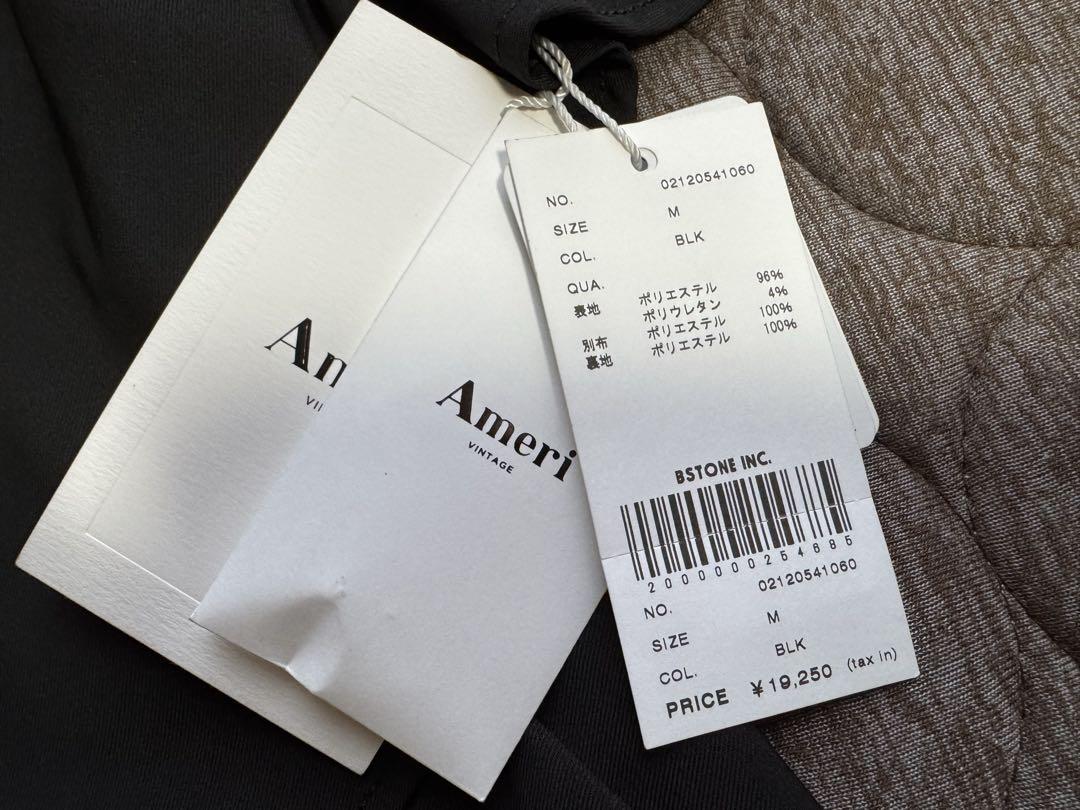 An
VI
Ameri
VINTAGE
NO. 02120541060
SIZE M
COL. BLK
QUA.
表地 ポリエステル 96%
ポリウレタン 4%
別布 ポリエステル 100%
裏地 ポリエステル 100%
BSTONE INC.
2000000254685
NO. 02120541060
SIZE M
COL. BLK
PRICE ¥19,250 (tax in)